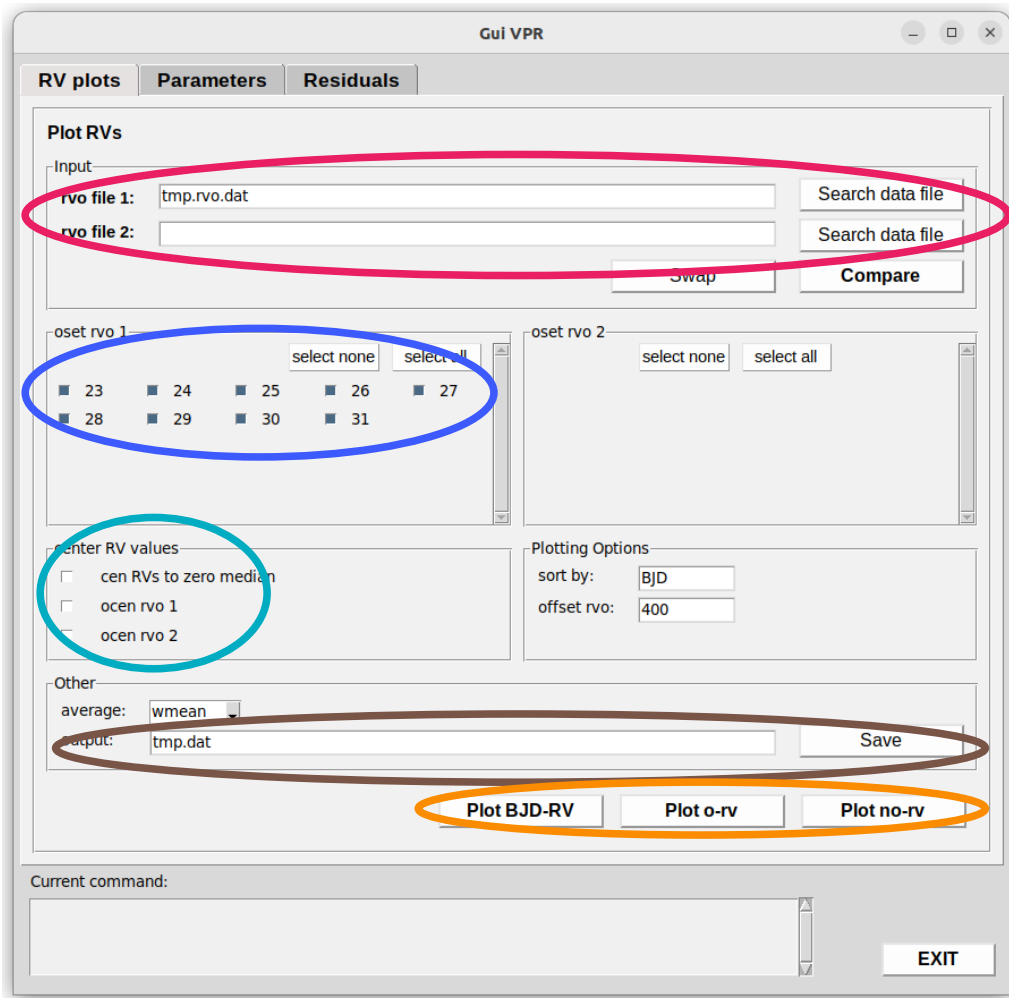 Gui VPR
RV plots Parameters Residuals
Plot RVs
Input
rvo file 1: tmp.rvo.dat Search data file
rvo file 2: Search data file
Swap Compare
oset rvo 1 oset rvo 2
select none select all select none select all
23 24 25 26 27
28 29 30 31
center RV values Plotting Options
cen RVs to zero median sort by: BJD
ocen rvo 1 offset rvo: 400
ocen rvo 2
Other
average: wmean
output: tmp.dat Save
Plot BJD-RV Plot o-rv Plot no-rv
Current command:
EXIT